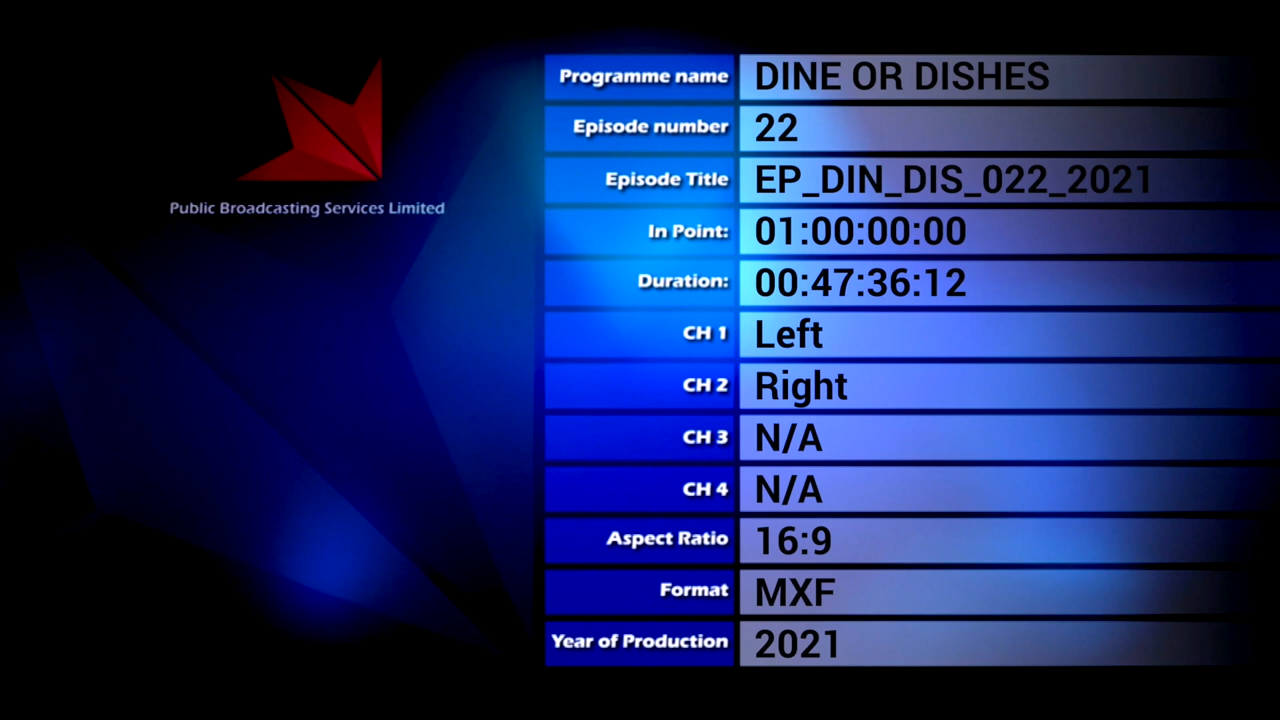 Public Broadcasting Services Limited
Programme name DINE OR DISHES
Episode number 22
Episode Title EP_DIN_DIS_022_2021
In Point: 01:00:00:00
Duration: 00:47:36:12
CH 1 Left
CH 2 Right
CH 3 N/A
CH 4 N/A
Aspect Ratio 16:9
Format MXF
Year of Production 2021